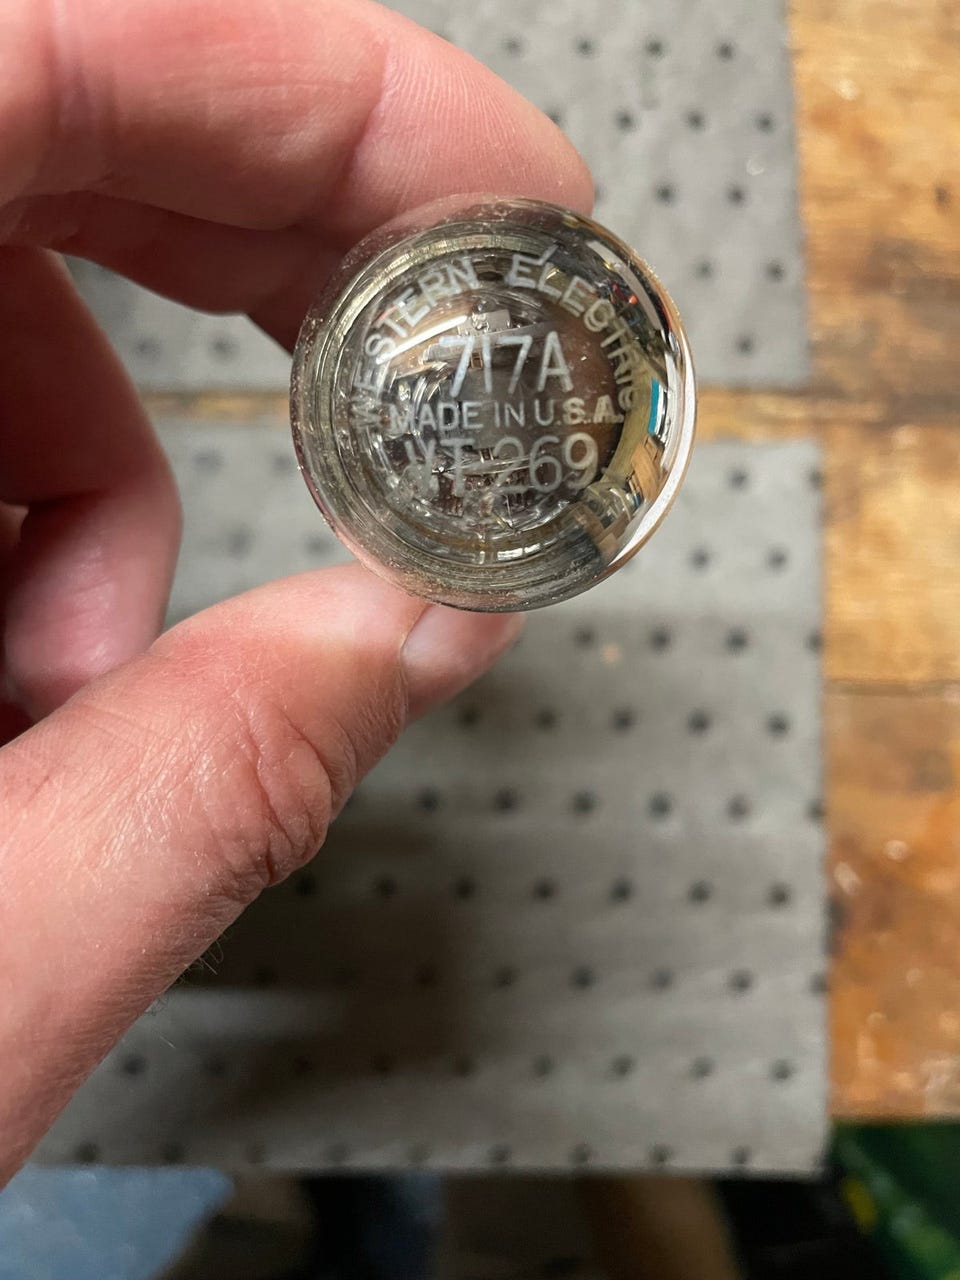 WESTERN ELECTRIC
717A
MADE IN U.S.A.
VT-269